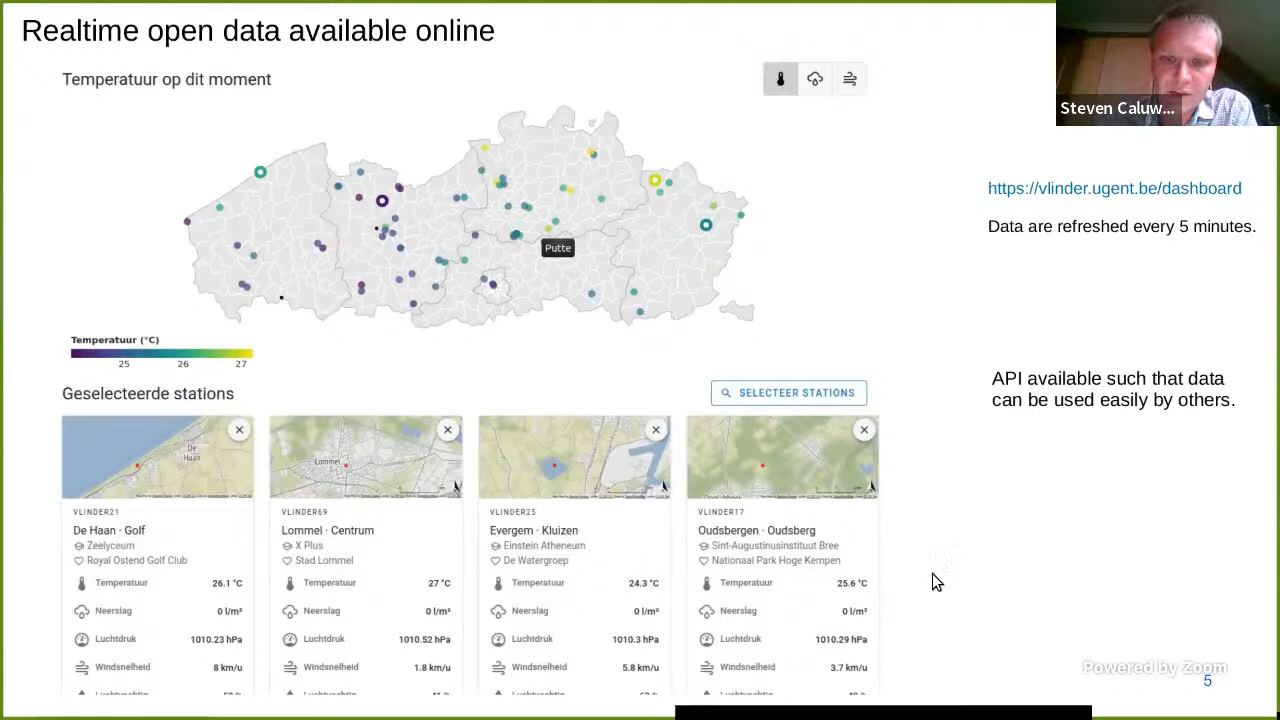 Realtime open data available online
Temperatuur op dit moment
Steven Caluw...
https://vlinder.ugent.be/dashboard
Data are refreshed every 5 minutes.
Putte
Temperatuur (°C)
25 26 27
API available such that data
can be used easily by others.
Geselecteerde stations
SELECTEER STATIONS
De
Haan
Lommel
VLINDER21
De Haan · Golf
Zeelyceum
Royal Ostend Golf Club
Temperatuur 26.1 °C
Neerslag 0 l/m²
Luchtdruk 1010.23 hPa
Windsnelheid 8 km/u
VLINDER69
Lommel · Centrum
X Plus
Stad Lommel
Temperatuur 27 °C
Neerslag 0 l/m²
Luchtdruk 1010.52 hPa
Windsnelheid 1.8 km/u
VLINDER25
Evergem · Kluizen
Einstein Atheneum
De Watergroep
Temperatuur 24.3 °C
Neerslag 0 l/m²
Luchtdruk 1010.3 hPa
Windsnelheid 5.8 km/u
VLINDER17
Oudsbergen · Oudsberg
Sint-Augustinusinstituut Bree
Nationaal Park Hoge Kempen
Temperatuur 25.6 °C
Neerslag 0 l/m²
Luchtdruk 1010.29 hPa
Windsnelheid 3.7 km/u
Powered by Zoom
5